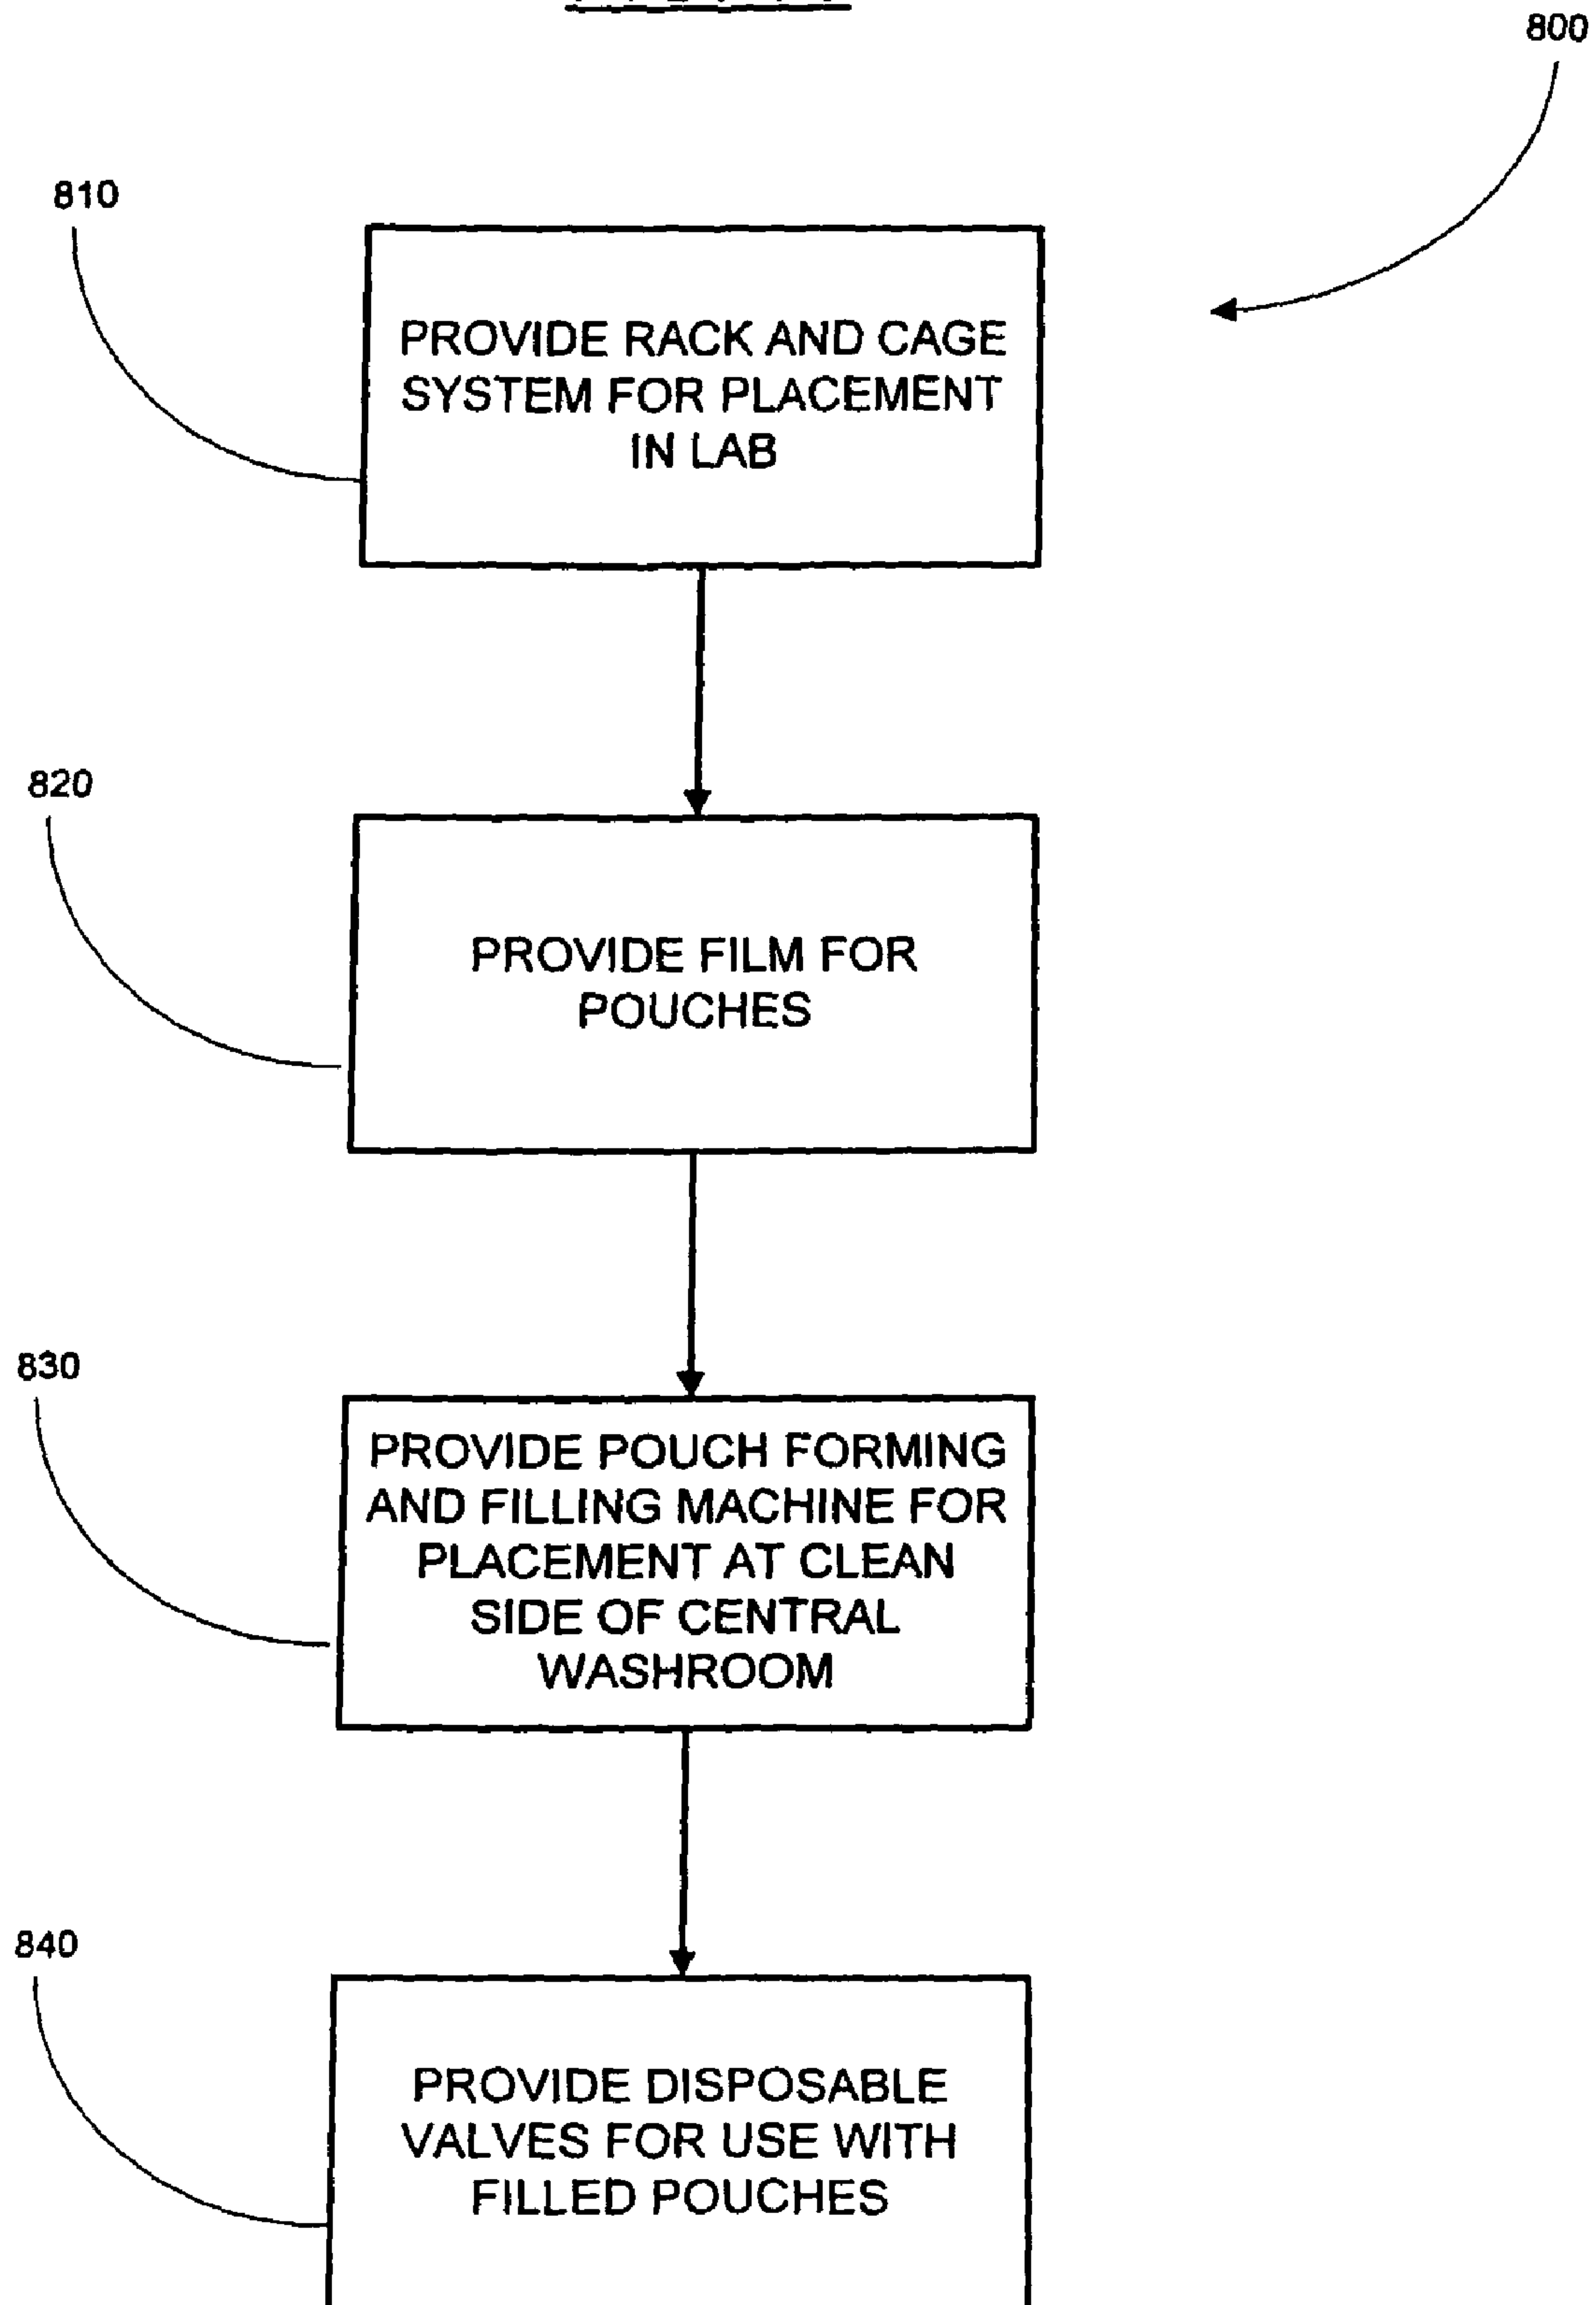 800
810
PROVIDE RACK AND CAGE
SYSTEM FOR PLACEMENT
IN LAB
820
PROVIDE FILM FOR
POUCHES
830
PROVIDE POUCH FORMING
AND FILLING MACHINE FOR
PLACEMENT AT CLEAN
SIDE OF CENTRAL
WASHROOM
840
PROVIDE DISPOSABLE
VALVES FOR USE WITH
FILLED POUCHES